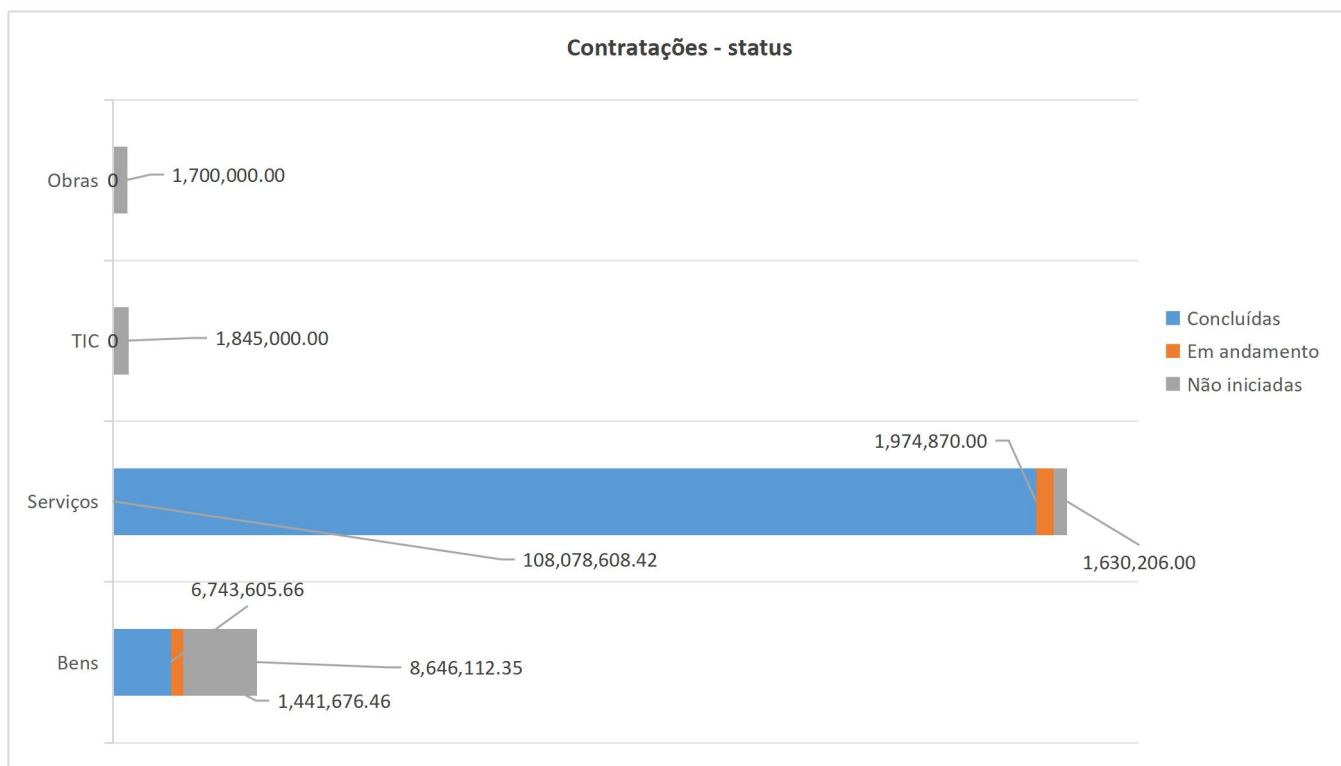 Contratações - status
Obras 0 1,700,000.00
TIC 0 1,845,000.00
Concluídas
Em andamento
Não iniciadas
1,974,870.00
Serviços
108,078,608.42
1,630,206.00
6,743,605.66
Bens
8,646,112.35
1,441,676.46